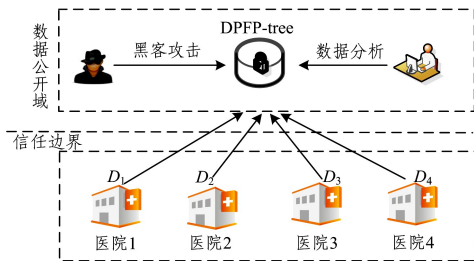 DPFP-tree
数据公开域
黑客攻击
数据分析
信任边界
D1
D2
D3
D4
医院1
医院2
医院3
医院4